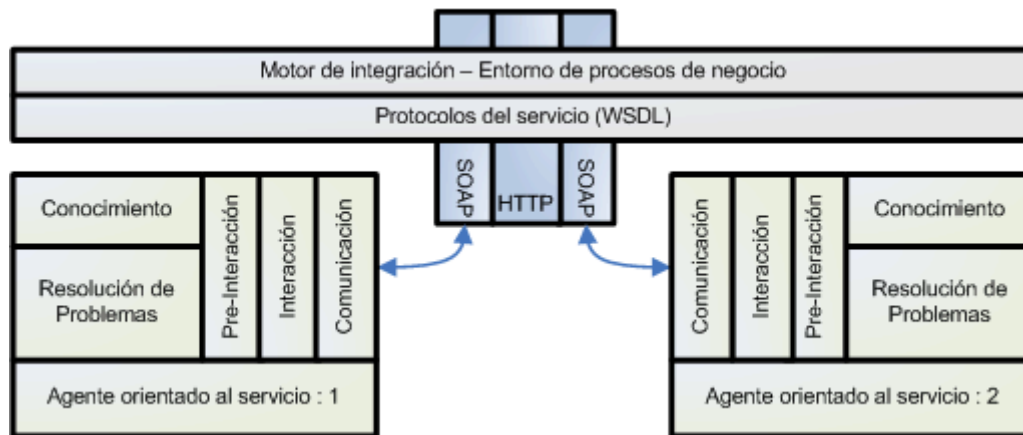 Motor de integración – Entorno de procesos de negocio
Protocolos del servicio (WSDL)
SOAP
HTTP
SOAP
Conocimiento
Resolución de
Problemas
Pre-Interacción
Interacción
Comunicación
Agente orientado al servicio : 1
Comunicación
Interacción
Pre-Interacción
Conocimiento
Resolución de
Problemas
Agente orientado al servicio : 2